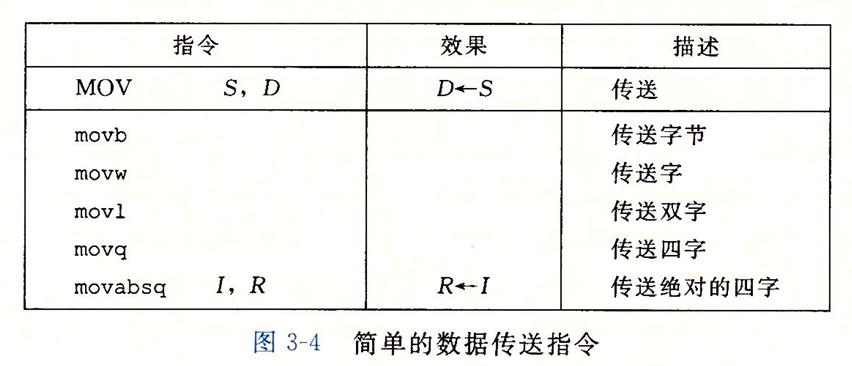 指令 效果 描述
MOV S, D D←S 传送
movb 传送字节
movw 传送字
movl 传送双字
movq 传送四字
movabsq I, R R←I 传送绝对的四字
图 3-4 简单的数据传送指令